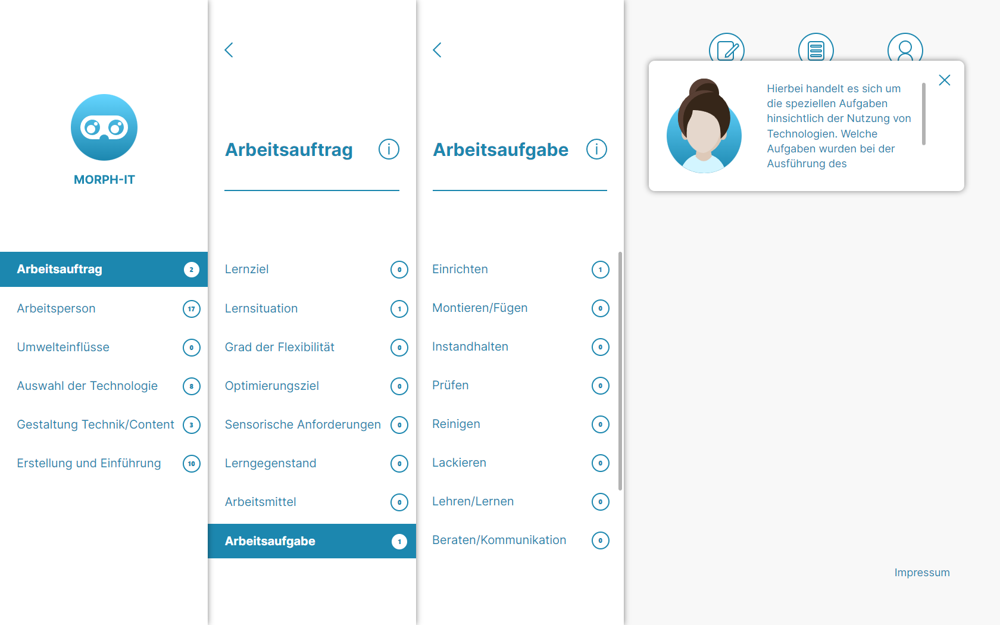 MORPH-IT
Arbeitsauftrag 2
Arbeitsperson 17
Umwelteinflüsse 0
Auswahl der Technologie 8
Gestaltung Technik/Content 3
Erstellung und Einführung 10
Arbeitsauftrag
Lernziel 0
Lernsituation 1
Grad der Flexibilität 0
Optimierungsziel 0
Sensorische Anforderungen 0
Lerngegenstand 0
Arbeitsmittel 0
Arbeitsaufgabe 1
Arbeitsaufgabe
Einrichten 1
Montieren/Fügen 0
Instandhalten 0
Prüfen 0
Reinigen 0
Lackieren 0
Lehren/Lernen 0
Beraten/Kommunikation 0
Hierbei handelt es sich um
die speziellen Aufgaben
hinsichtlich der Nutzung von
Technologien. Welche
Aufgaben wurden bei der
Ausführung des
Impressum